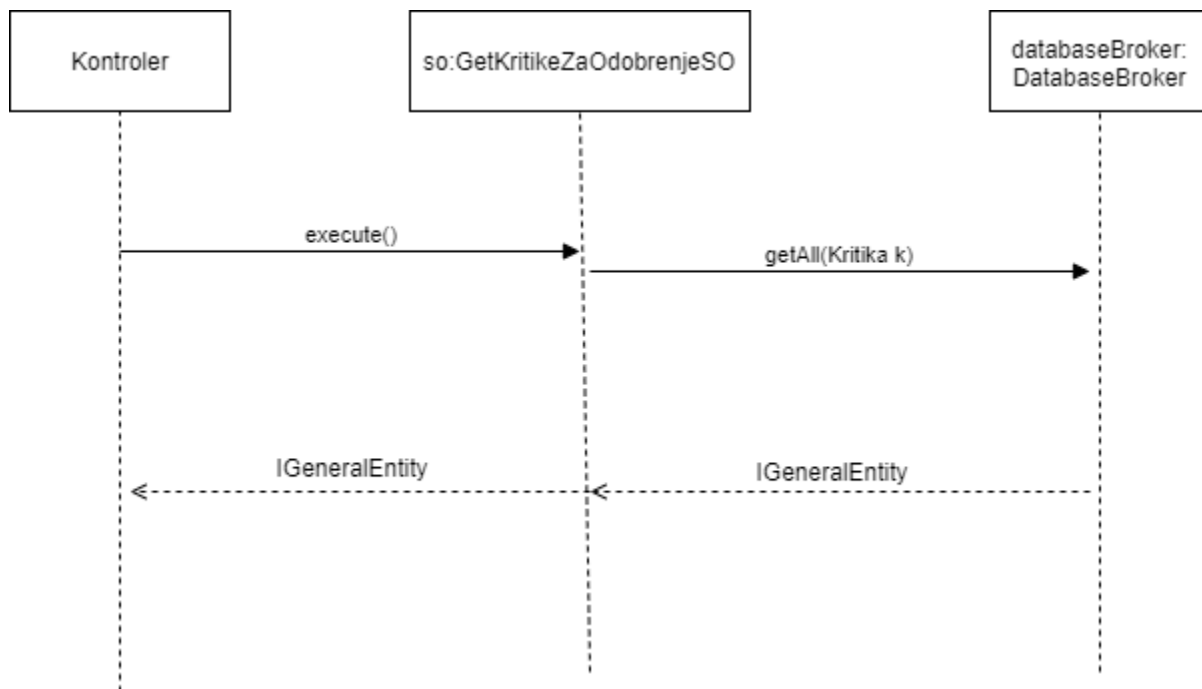 Kontroler
so:GetKritikeZaOdobrenjeSO
databaseBroker:
DatabaseBroker
execute()
getAll(Kritika k)
IGeneralEntity
IGeneralEntity